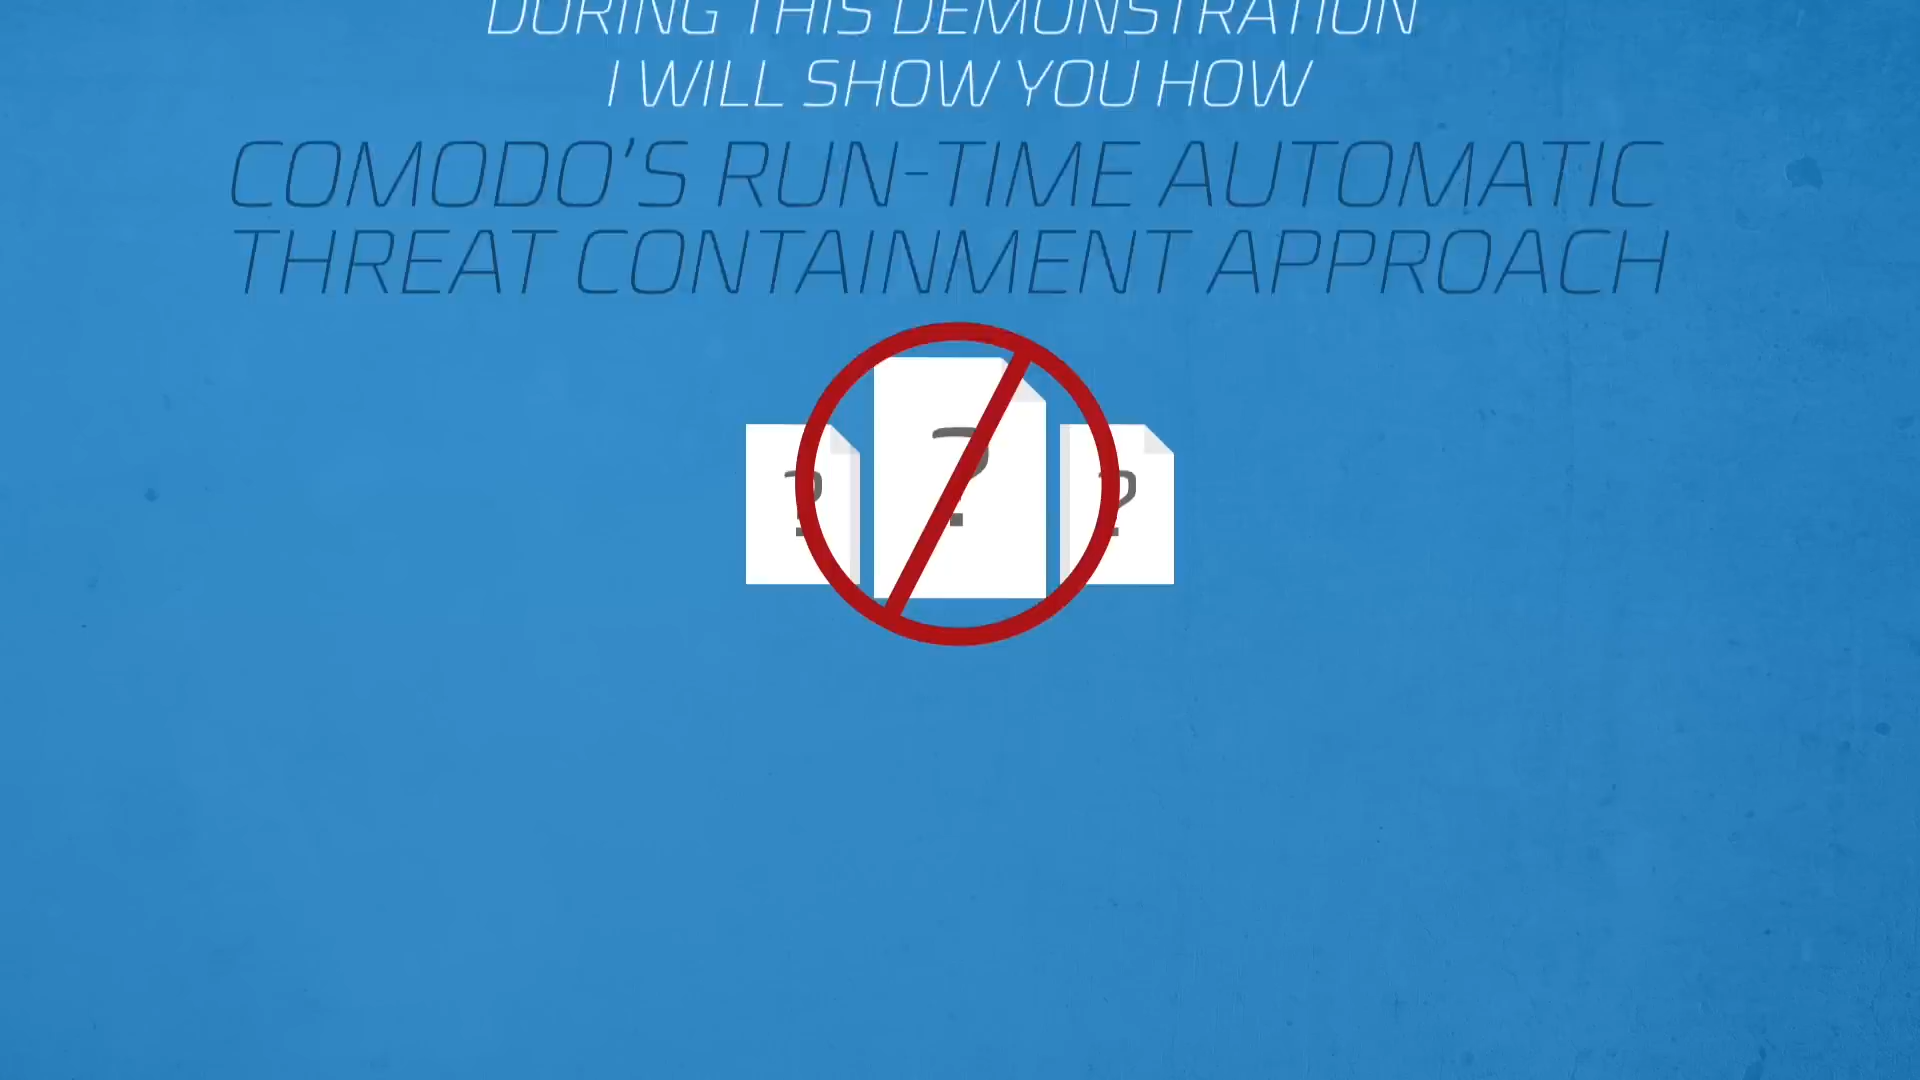 DURING THIS DEMONSTRATION
I WILL SHOW YOU HOW
COMODO'S RUN-TIME AUTOMATIC
THREAT CONTAINMENT APPROACH
? ? ?